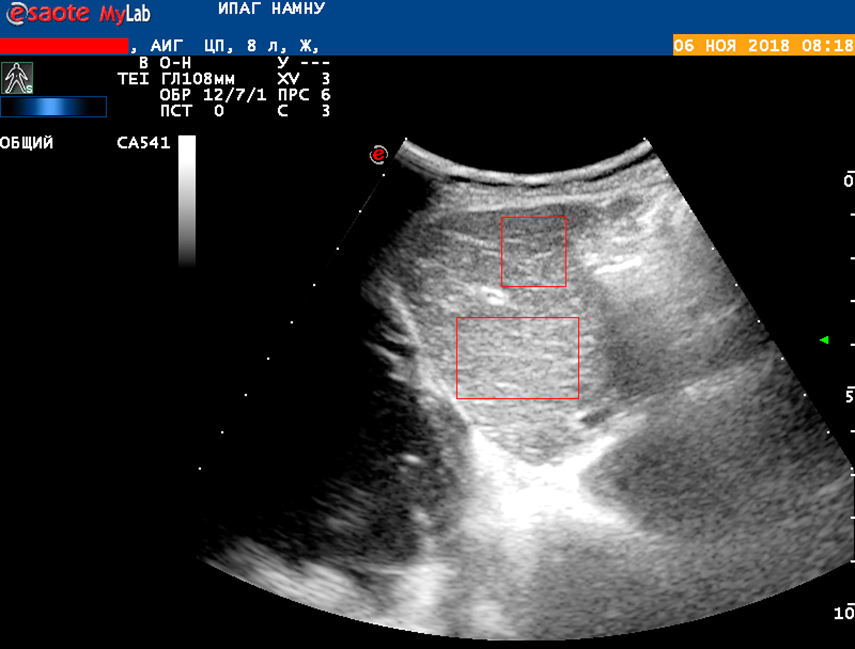 esaote MyLab
ИПАГ НАМНУ
, АИГ ЦП, 8 л, Ж,
06 НОЯ 2018 08:18
B О-Н У ---
TEI ГЛ108мм XV 3
ОБР 12/7/1 ПРС 6
ПСТ 0 С 3
S
ОБЩИЙ CA541
e
0
5
10